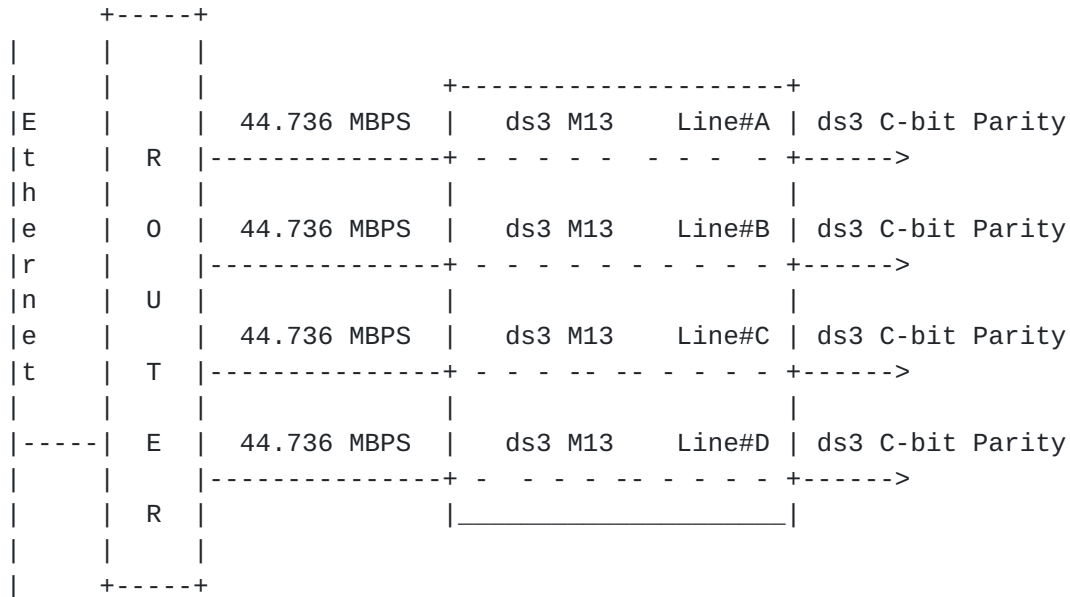 +-----+
|     |     |
|     |     |               +---------------------+
|E    |     |  44.736 MBPS  |   ds3 M13    Line#A | ds3 C-bit Parity
|t    |  R  |---------------+ - - - - -  - - -  - +------>
|h    |     |               |                     |
|e    |  O  |  44.736 MBPS  |   ds3 M13    Line#B | ds3 C-bit Parity
|r    |     |---------------+ - - - - - - - - - - +------>
|n    |  U  |               |                     |
|e    |     |  44.736 MBPS  |   ds3 M13    Line#C | ds3 C-bit Parity
|t    |  T  |---------------+ - - - -- -- - - - - +------>
|     |     |               |                     |
|-----|  E  |  44.736 MBPS  |   ds3 M13    Line#D | ds3 C-bit Parity
|     |     |---------------+ -  - - - -- - - - - +------>
|     |  R  |               |_____________________|
|     |     |
|     +-----+